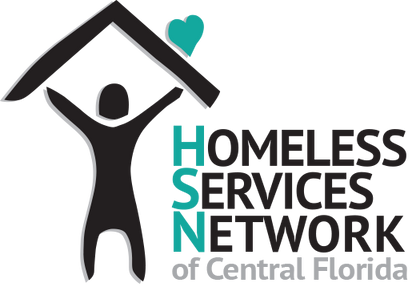 HOMELESS
SERVICES
NETWORK
of Central Florida